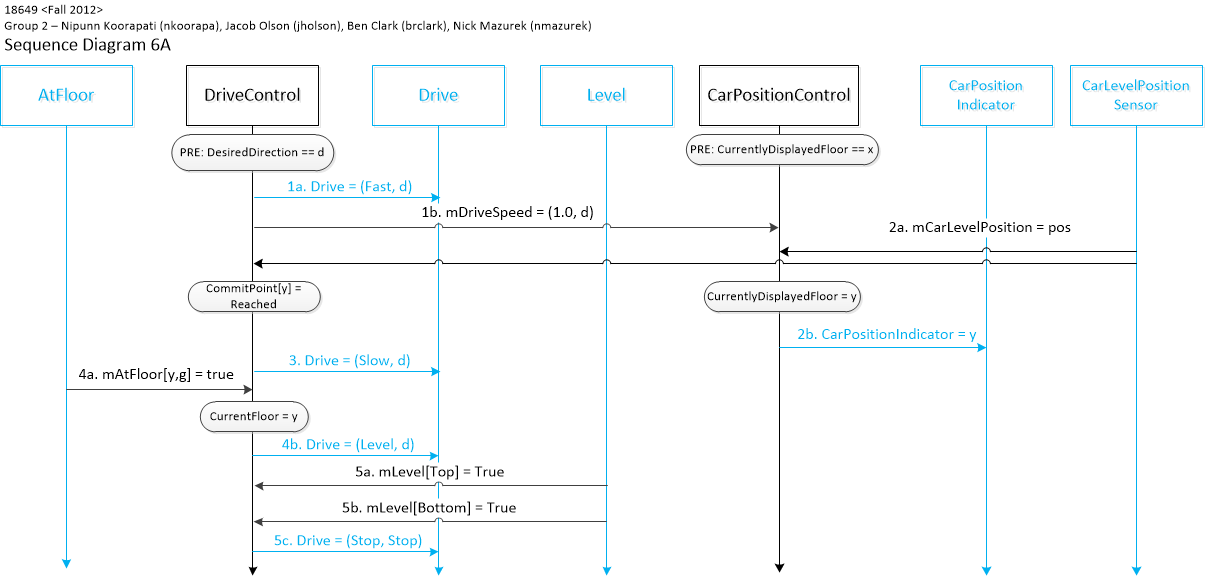 18649 <Fall 2012>
Group 2 – Nipunn Koorapati (nkoorapa), Jacob Olson (jholson), Ben Clark (brclark), Nick Mazurek (nmazurek)
Sequence Diagram 6A
AtFloor
DriveControl
Drive
Level
CarPositionControl
CarPosition
Indicator
CarLevelPosition
Sensor
PRE: DesiredDirection == d
PRE: CurrentlyDisplayedFloor == x
1a. Drive = (Fast, d)
1b. mDriveSpeed = (1.0, d)
2a. mCarLevelPosition = pos
CommitPoint[y] =
Reached
CurrentlyDisplayedFloor = y
2b. CarPositionIndicator = y
3. Drive = (Slow, d)
4a. mAtFloor[y,g] = true
CurrentFloor = y
4b. Drive = (Level, d)
5a. mLevel[Top] = True
5b. mLevel[Bottom] = True
5c. Drive = (Stop, Stop)